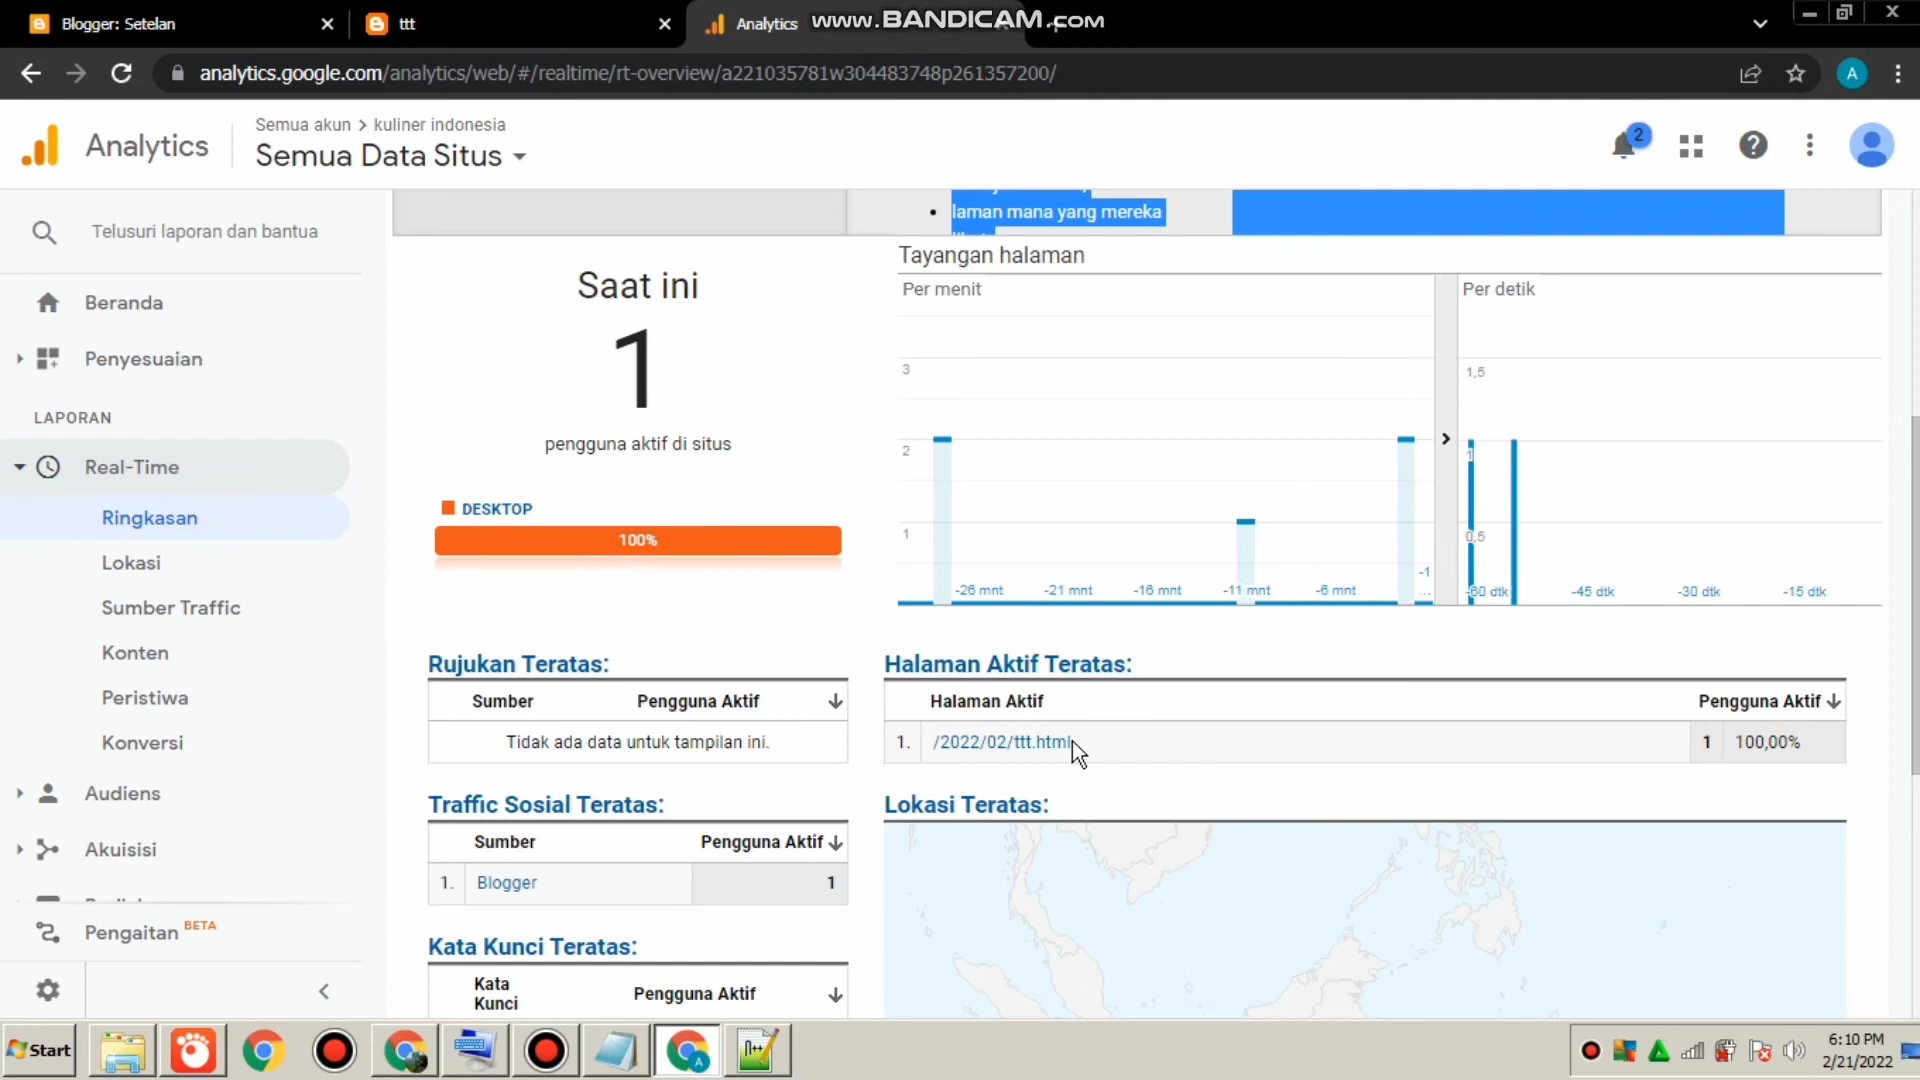 Blogger: Setelan
ttt
Analytics
www.BANDICAM.com
analytics.google.com/analytics/web/#/realtime/rt-overview/a221035781w304483748p261357200/
A
Analytics
Semua akun > kuliner indonesia
Semua Data Situs
2
Telusuri laporan dan bantua
Beranda
Penyesuaian
LAPORAN
Real-Time
Ringkasan
Lokasi
Sumber Traffic
Konten
Peristiwa
Konversi
Audiens
Akuisisi
Pengaitan BETA
laman mana yang mereka
Saat ini
1
pengguna aktif di situs
DESKTOP
100%
Tayangan halaman
Per menit
3
2
1
-26 mnt
-21 mnt
-16 mnt
-11 mnt
-6 mnt
-1
...
Per detik
1,5
1
0,5
-60 dtk
-45 dtk
-30 dtk
-15 dtk
Rujukan Teratas:
Sumber Pengguna Aktif
Tidak ada data untuk tampilan ini.
Halaman Aktif Teratas:
Halaman Aktif Pengguna Aktif
1. /2022/02/ttt.html 1 100,00%
Traffic Sosial Teratas:
Sumber Pengguna Aktif
1. Blogger 1
Lokasi Teratas:
Kata Kunci Teratas:
Kata
Kunci
Pengguna Aktif
Start
A
n++
6:10 PM
2/21/2022